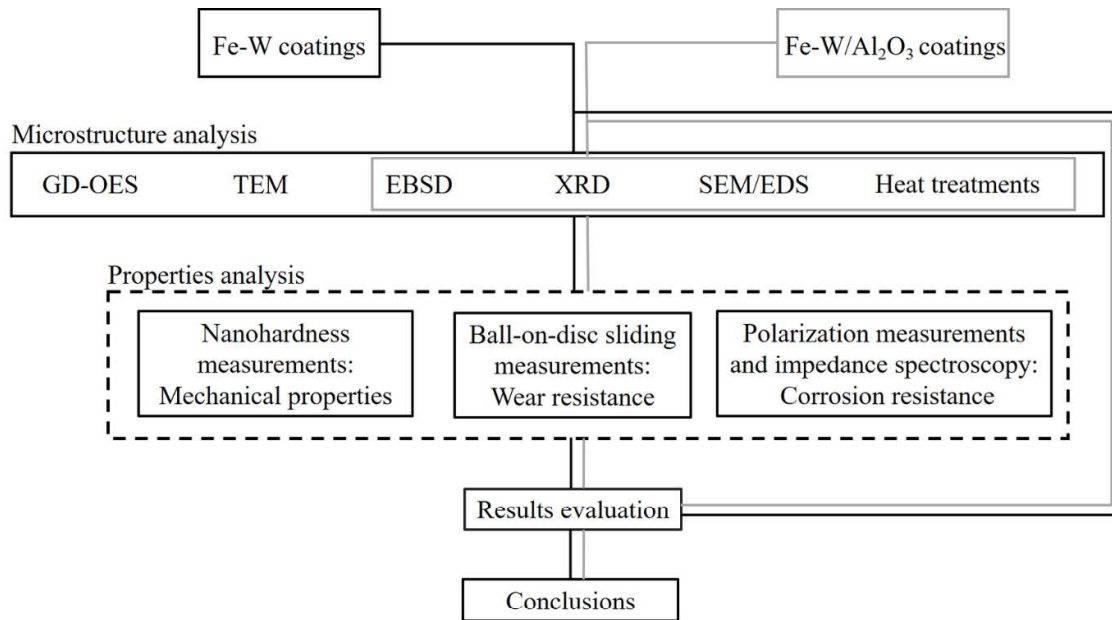 Fe-W coatings
Fe-W/Al₂O₃ coatings
Microstructure analysis
GD-OES
TEM
EBSD
XRD
SEM/EDS
Heat treatments
Properties analysis
Nanohardness
measurements:
Mechanical properties
Ball-on-disc sliding
measurements:
Wear resistance
Polarization measurements
and impedance spectroscopy:
Corrosion resistance
Results evaluation
Conclusions